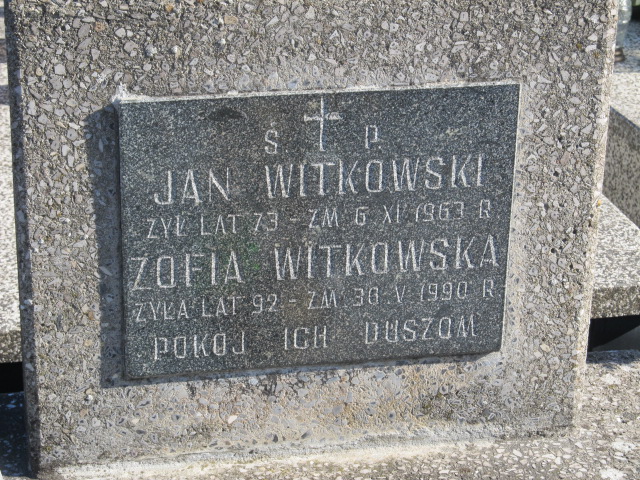 Ś P.
JAN WITKOWSKI
ŻYŁ LAT 73 - ZM. 6 XI 1963 R
ZOFIA WITKOWSKA
ŻYŁA LAT 92 - ZM. 30 V 1990 R
POKÓJ ICH DUSZOM